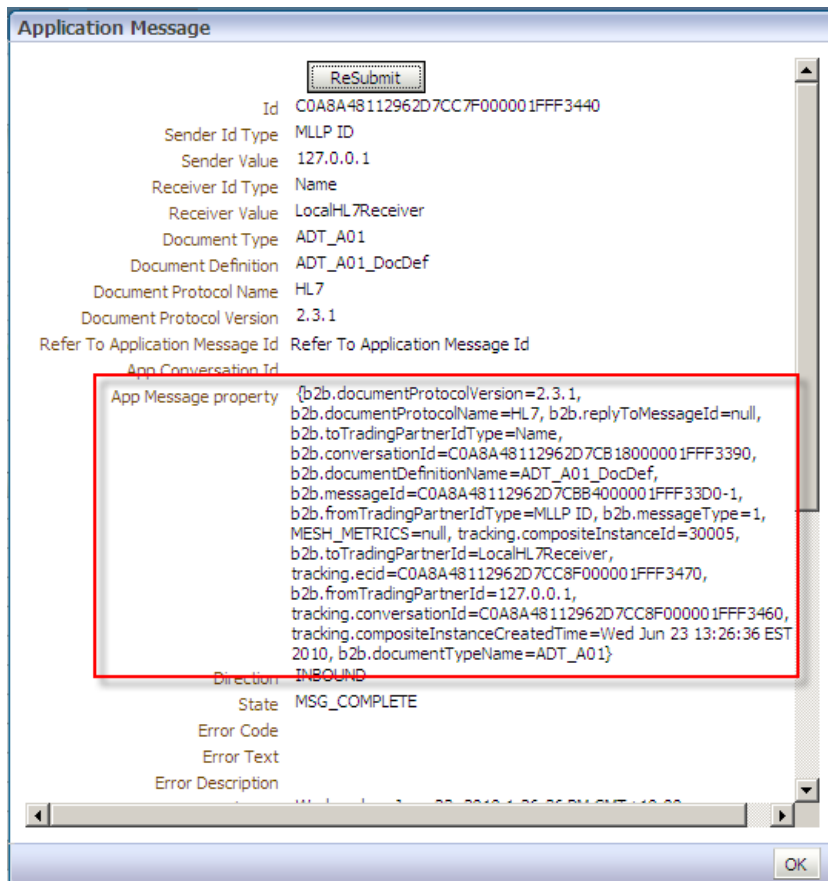 Application Message
ReSubmit
Id C0A8A48112962D7CC7F000001FFF3440
Sender Id Type MLLP ID
Sender Value 127.0.0.1
Receiver Id Type Name
Receiver Value LocalHL7Receiver
Document Type ADT_A01
Document Definition ADT_A01_DocDef
Document Protocol Name HL7
Document Protocol Version 2.3.1
Refer To Application Message Id Refer To Application Message Id
App Conversation Id
App Message property {b2b.documentProtocolVersion=2.3.1,
b2b.documentProtocolName=HL7, b2b.replyToMessageId=null,
b2b.toTradingPartnerIdType=Name,
b2b.conversationId=C0A8A48112962D7CB18000001FFF3390,
b2b.documentDefinitionName=ADT_A01_DocDef,
b2b.messageId=C0A8A48112962D7CBB4000001FFF33D0-1,
b2b.fromTradingPartnerIdType=MLLP ID, b2b.messageType=1,
MESH_METRICS=null, tracking.compositeInstanceId=30005,
b2b.toTradingPartnerId=LocalHL7Receiver,
tracking.ecid=C0A8A48112962D7CC8F000001FFF3470,
b2b.fromTradingPartnerId=127.0.0.1,
tracking.conversationId=C0A8A48112962D7CC8F000001FFF3460,
tracking.compositeInstanceCreatedTime=Wed Jun 23 13:26:36 EST
2010, b2b.documentTypeName=ADT_A01}
Direction INBOUND
State MSG_COMPLETE
Error Code
Error Text
Error Description
OK